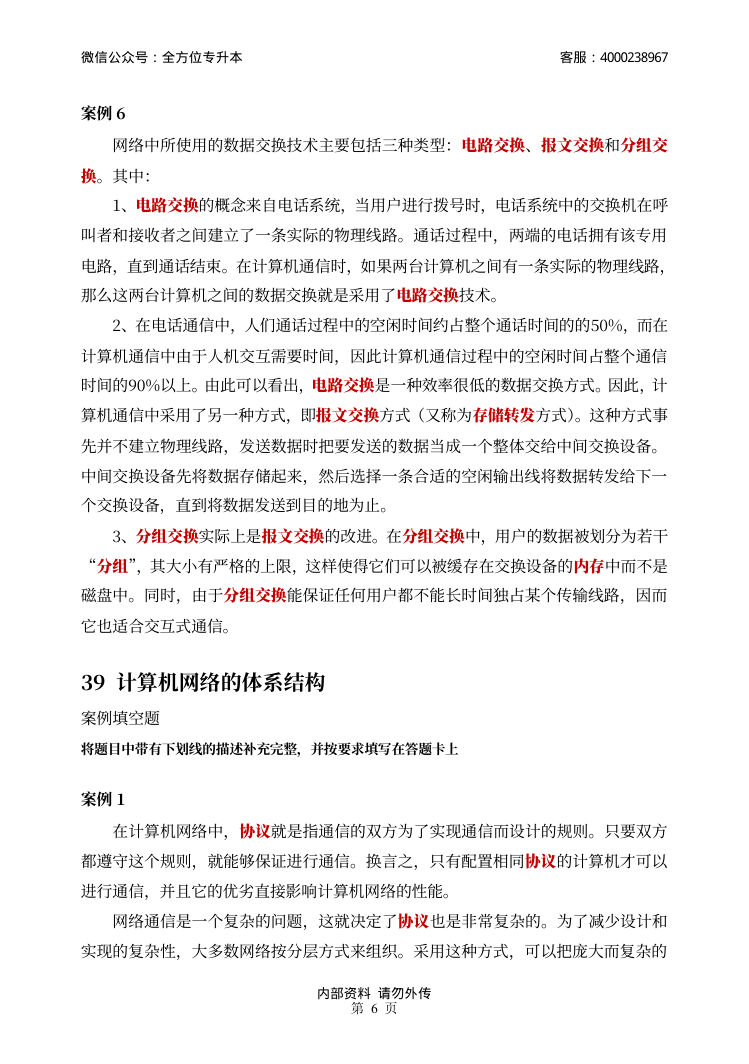 微信公众号：全方位专升本
客服：4000238967
案例 6
网络中所使用的数据交换技术主要包括三种类型：电路交换、报文交换和分组交
换。其中：
1、电路交换的概念来自电话系统，当用户进行拨号时，电话系统中的交换机在呼
叫者和接收者之间建立了一条实际的物理线路。通话过程中，两端的电话拥有该专用
电路，直到通话结束。在计算机通信时，如果两台计算机之间有一条实际的物理线路，
那么这两台计算机之间的数据交换就是采用了电路交换技术。
2、在电话通信中，人们通话过程中的空闲时间约占整个通话时间的的50%，而在
计算机通信中由于人机交互需要时间，因此计算机通信过程中的空闲时间占整个通信
时间的90%以上。由此可以看出，电路交换是一种效率很低的数据交换方式。因此，计
算机通信中采用了另一种方式，即报文交换方式（又称为存储转发方式）。这种方式事
先并不建立物理线路，发送数据时把要发送的数据当成一个整体交给中间交换设备。
中间交换设备先将数据存储起来，然后选择一条合适的空闲输出线将数据转发给下一
个交换设备，直到将数据发送到目的地为止。
3、分组交换实际上是报文交换的改进。在分组交换中，用户的数据被划分为若干
“分组”，其大小有严格的上限，这样使得它们可以被缓存在交换设备的内存中而不是
磁盘中。同时，由于分组交换能保证任何用户都不能长时间独占某个传输线路，因而
它也适合交互式通信。
39 计算机网络的体系结构
案例填空题
将题目中带有下划线的描述补充完整，并按要求填写在答题卡上
案例 1
在计算机网络中，协议就是指通信的双方为了实现通信而设计的规则。只要双方
都遵守这个规则，就能够保证进行通信。换言之，只有配置相同协议的计算机才可以
进行通信，并且它的优劣直接影响计算机网络的性能。
网络通信是一个复杂的问题，这就决定了协议也是非常复杂的。为了减少设计和
实现的复杂性，大多数网络按分层方式来组织。采用这种方式，可以把庞大而复杂的
内部资料 请勿外传
第 6 页